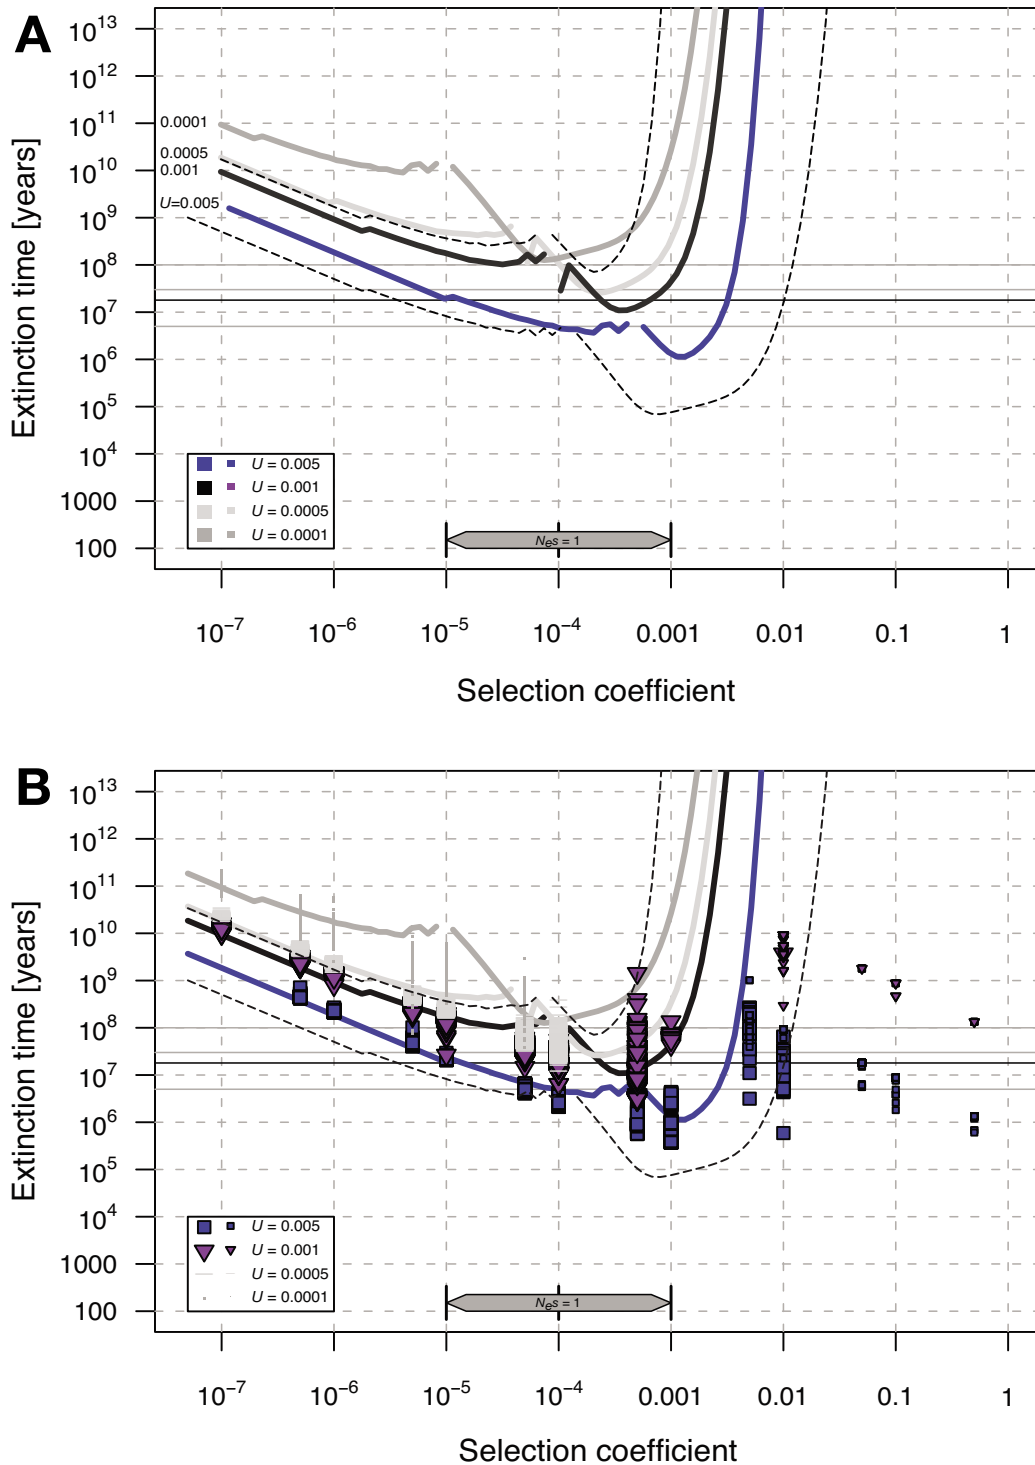 A
Extinction time [years]
10^13
10^12
10^11
10^10
10^9
10^8
10^7
10^6
10^5
10^4
1000
100
0.0001
0.0005
0.001
U=0.005
U = 0.005
U = 0.001
U = 0.0005
U = 0.0001
Nes = 1
10^−7 10^−6 10^−5 10^−4 0.001 0.01 0.1 1
Selection coefficient
B
Extinction time [years]
10^13
10^12
10^11
10^10
10^9
10^8
10^7
10^6
10^5
10^4
1000
100
U = 0.005
U = 0.001
U = 0.0005
U = 0.0001
Nes = 1
10^−7 10^−6 10^−5 10^−4 0.001 0.01 0.1 1
Selection coefficient